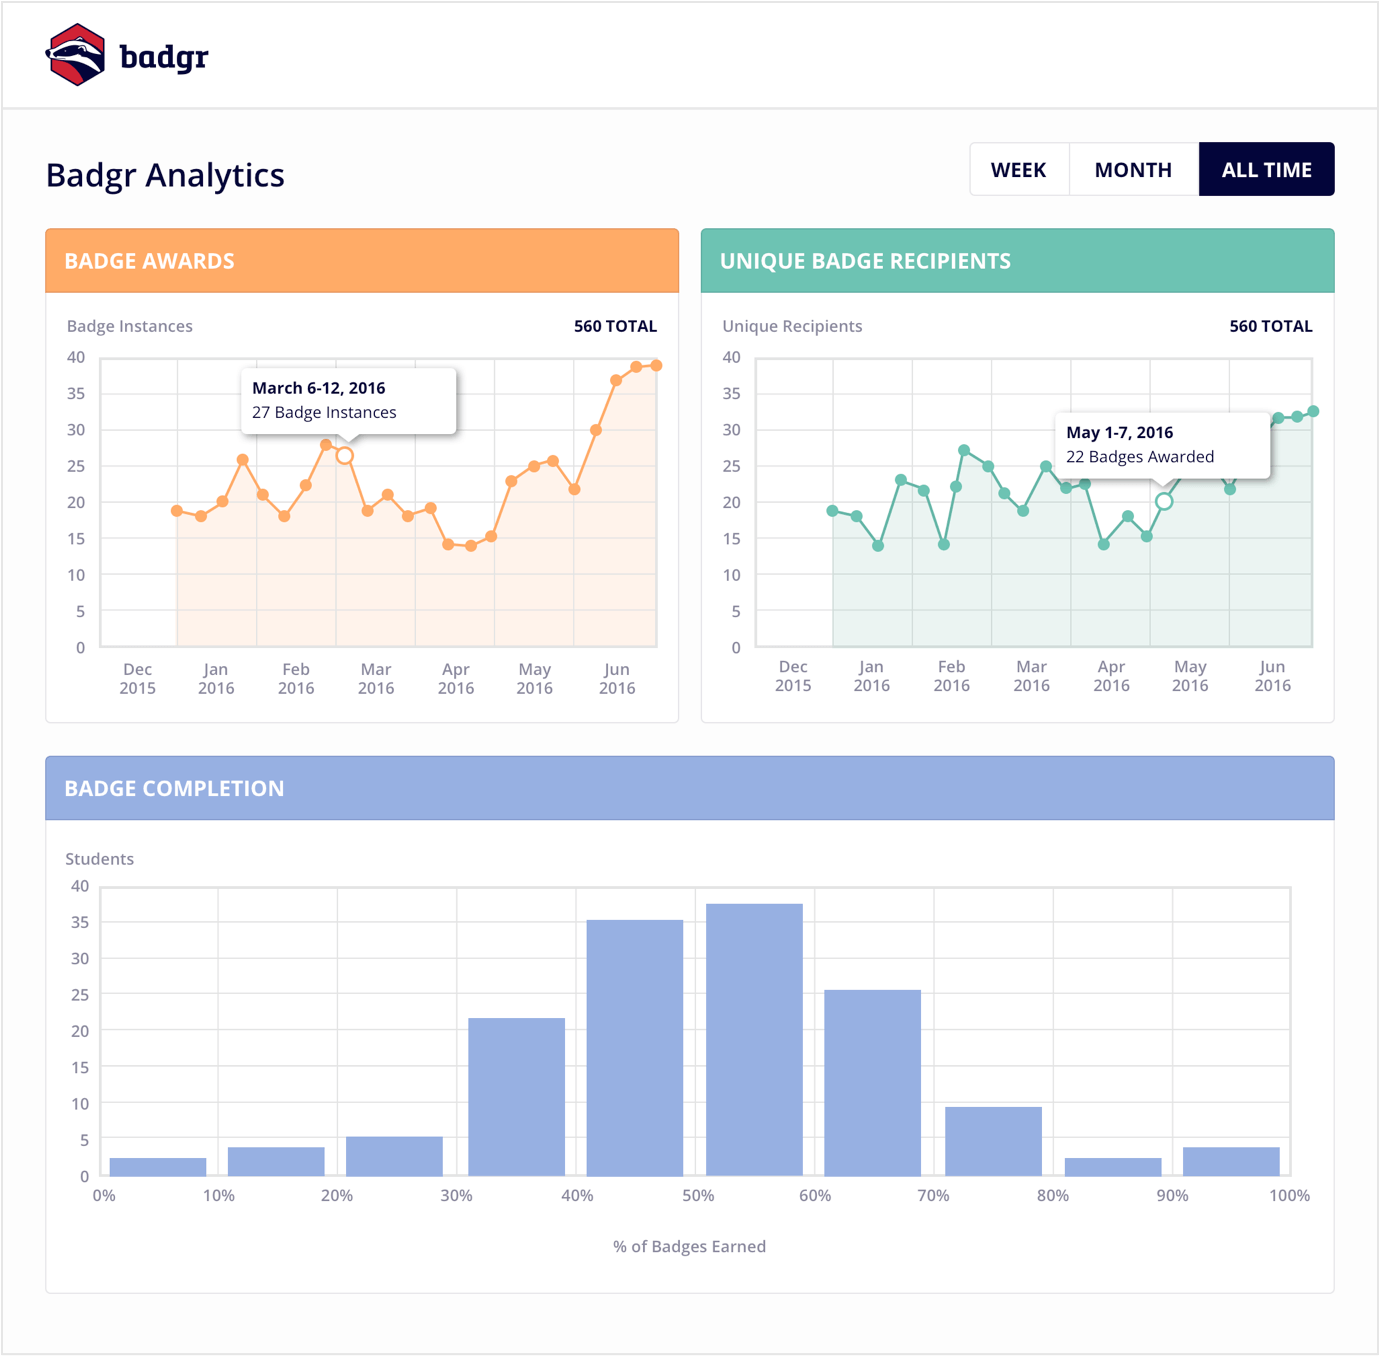 badgr
Badgr Analytics
WEEK MONTH ALL TIME
BADGE AWARDS
Badge Instances 560 TOTAL
40
35
30
25
20
15
10
5
0
March 6-12, 2016
27 Badge Instances
Dec Jan Feb Mar Apr May Jun
2015 2016 2016 2016 2016 2016 2016
UNIQUE BADGE RECIPIENTS
Unique Recipients 560 TOTAL
40
35
30
25
20
15
10
5
0
May 1-7, 2016
22 Badges Awarded
Dec Jan Feb Mar Apr May Jun
2015 2016 2016 2016 2016 2016 2016
BADGE COMPLETION
Students
40
35
30
25
20
15
10
5
0
0% 10% 20% 30% 40% 50% 60% 70% 80% 90% 100%
% of Badges Earned